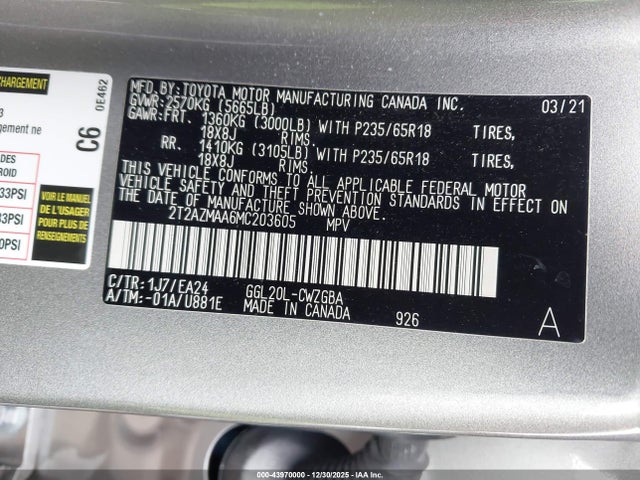 CHARGEMENT
0E462
3
gement ne
C6
DES
ROID
33PSI
33PSI
0PSI
VOIR LE MANUEL
DE L'USAGER
POUR PLUS DE
RENSEIGNEMENTS
MFD.BY:TOYOTA MOTOR MANUFACTURING CANADA INC. 03/21
GVWR:2570KG (5665LB)
GAWR:FRT. 1360KG (3000LB)WITH P235/65R18 TIRES,
18X8J RIMS.
RR. 1410KG (3105LB)WITH P235/65R18 TIRES,
18X8J RIMS.
THIS VEHICLE CONFORMS TO ALL APPLICABLE FEDERAL MOTOR
VEHICLE SAFETY AND THEFT PREVENTION STANDARDS IN EFFECT ON
THE DATE OF MANUFACTURE SHOWN ABOVE.
2T2AZMAA6MC203605 MPV
C/TR:1J7/EA24 GGL20L-CWZGBA
A/TM:-01A/U881E MADE IN CANADA 926 A
000-43970000 - 12/30/2025 - IAA Inc.